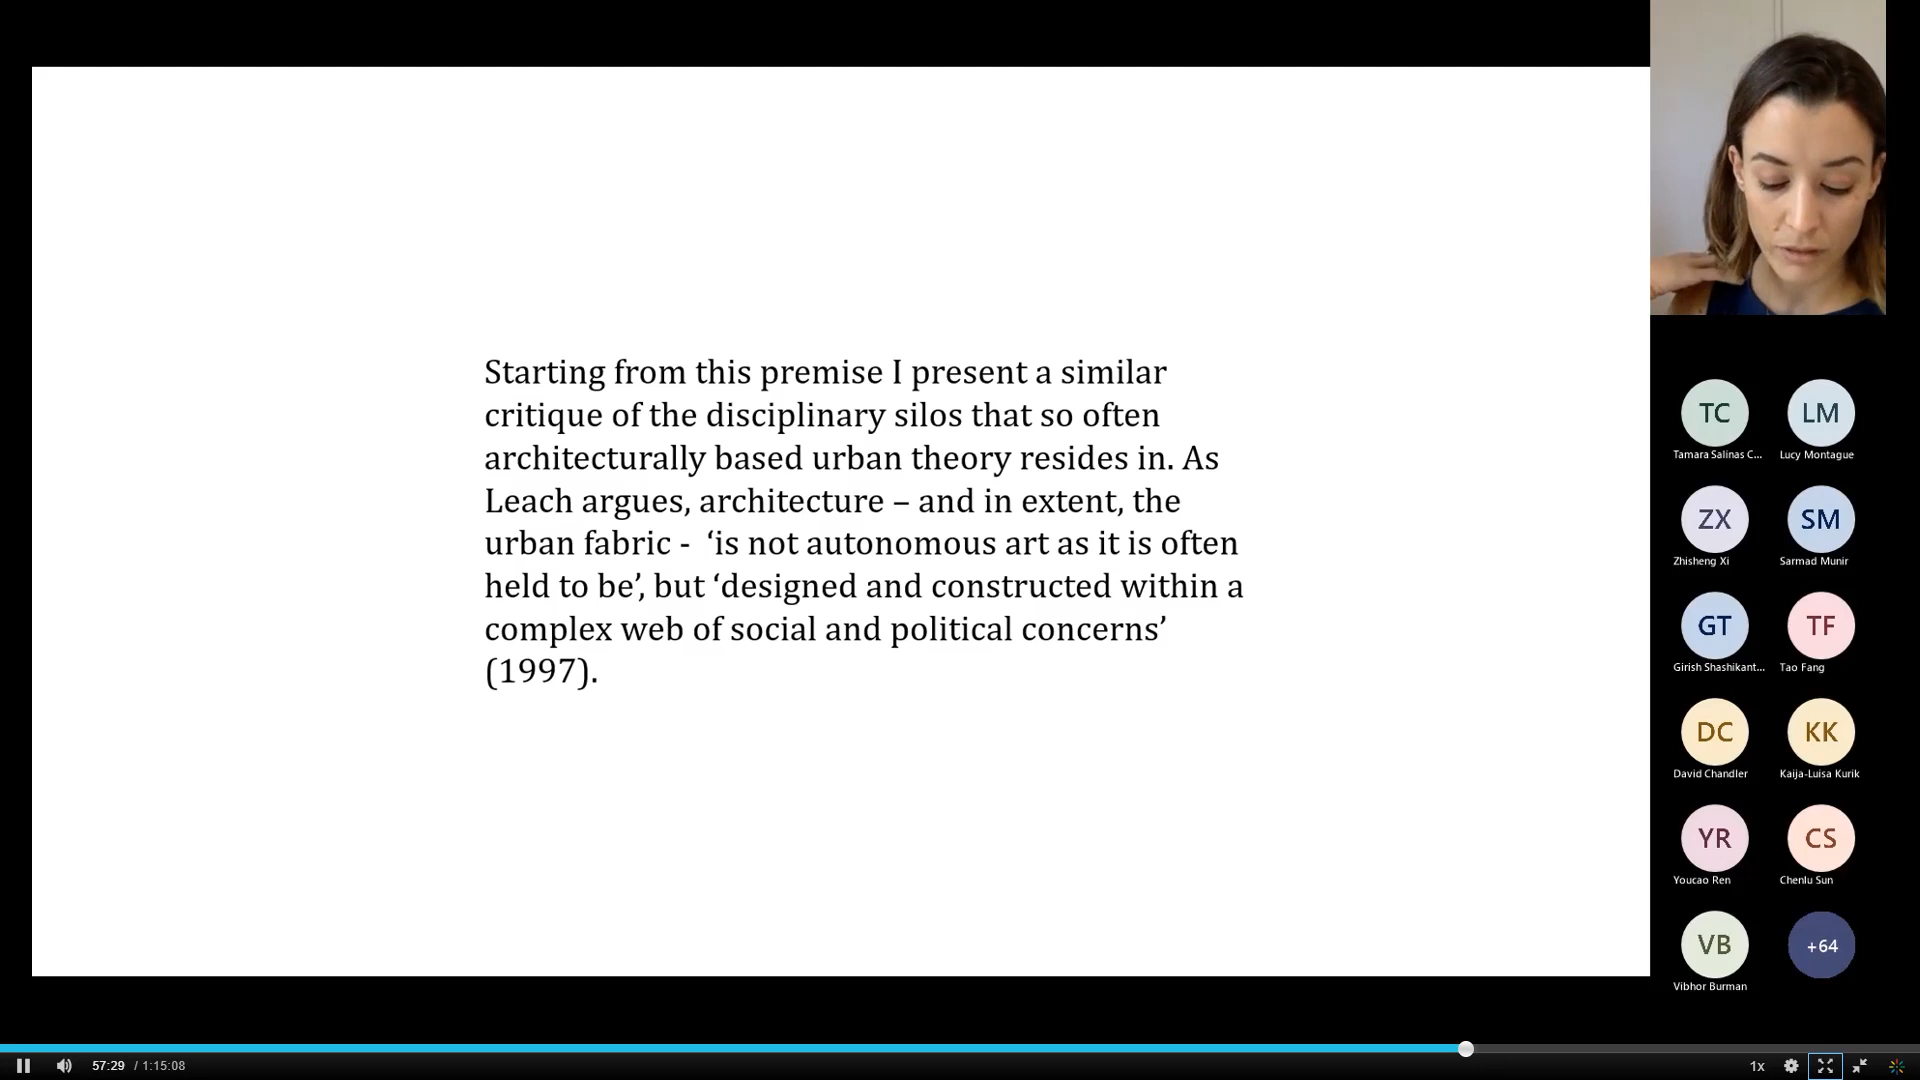 Starting from this premise I present a similar
critique of the disciplinary silos that so often
architecturally based urban theory resides in. As
Leach argues, architecture – and in extent, the
urban fabric -  ‘is not autonomous art as it is often
held to be’, but ‘designed and constructed within a
complex web of social and political concerns’
(1997).
TC
Tamara Salinas C...
LM
Lucy Montague
ZX
Zhisheng Xi
SM
Sarmad Munir
GT
Girish Shashikant...
TF
Tao Fang
DC
David Chandler
KK
Kaija-Luisa Kurik
YR
Youcao Ren
CS
Chenlu Sun
VB
Vibhor Burman
+64
57:29 / 1:15:08
1x